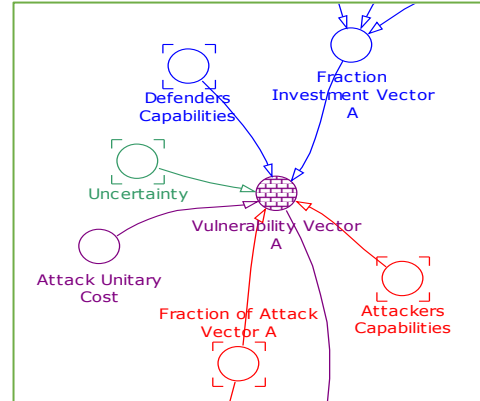 Defenders
Capabilities
Fraction
Investment Vector
A
Uncertainty
Vulnerability Vector
A
Attack Unitary
Cost
Fraction of Attack
Vector A
Attackers
Capabilities